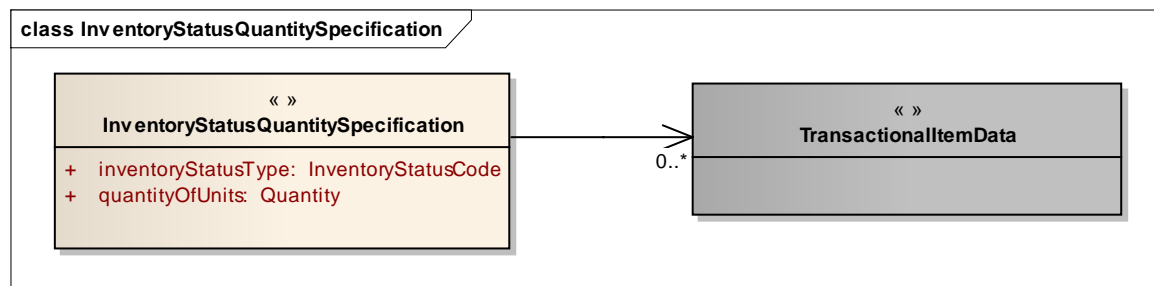 class InventoryStatusQuantitySpecification
« »
InventoryStatusQuantitySpecification
+ inventoryStatusType: InventoryStatusCode
+ quantityOfUnits: Quantity
0..*
« »
TransactionalItemData